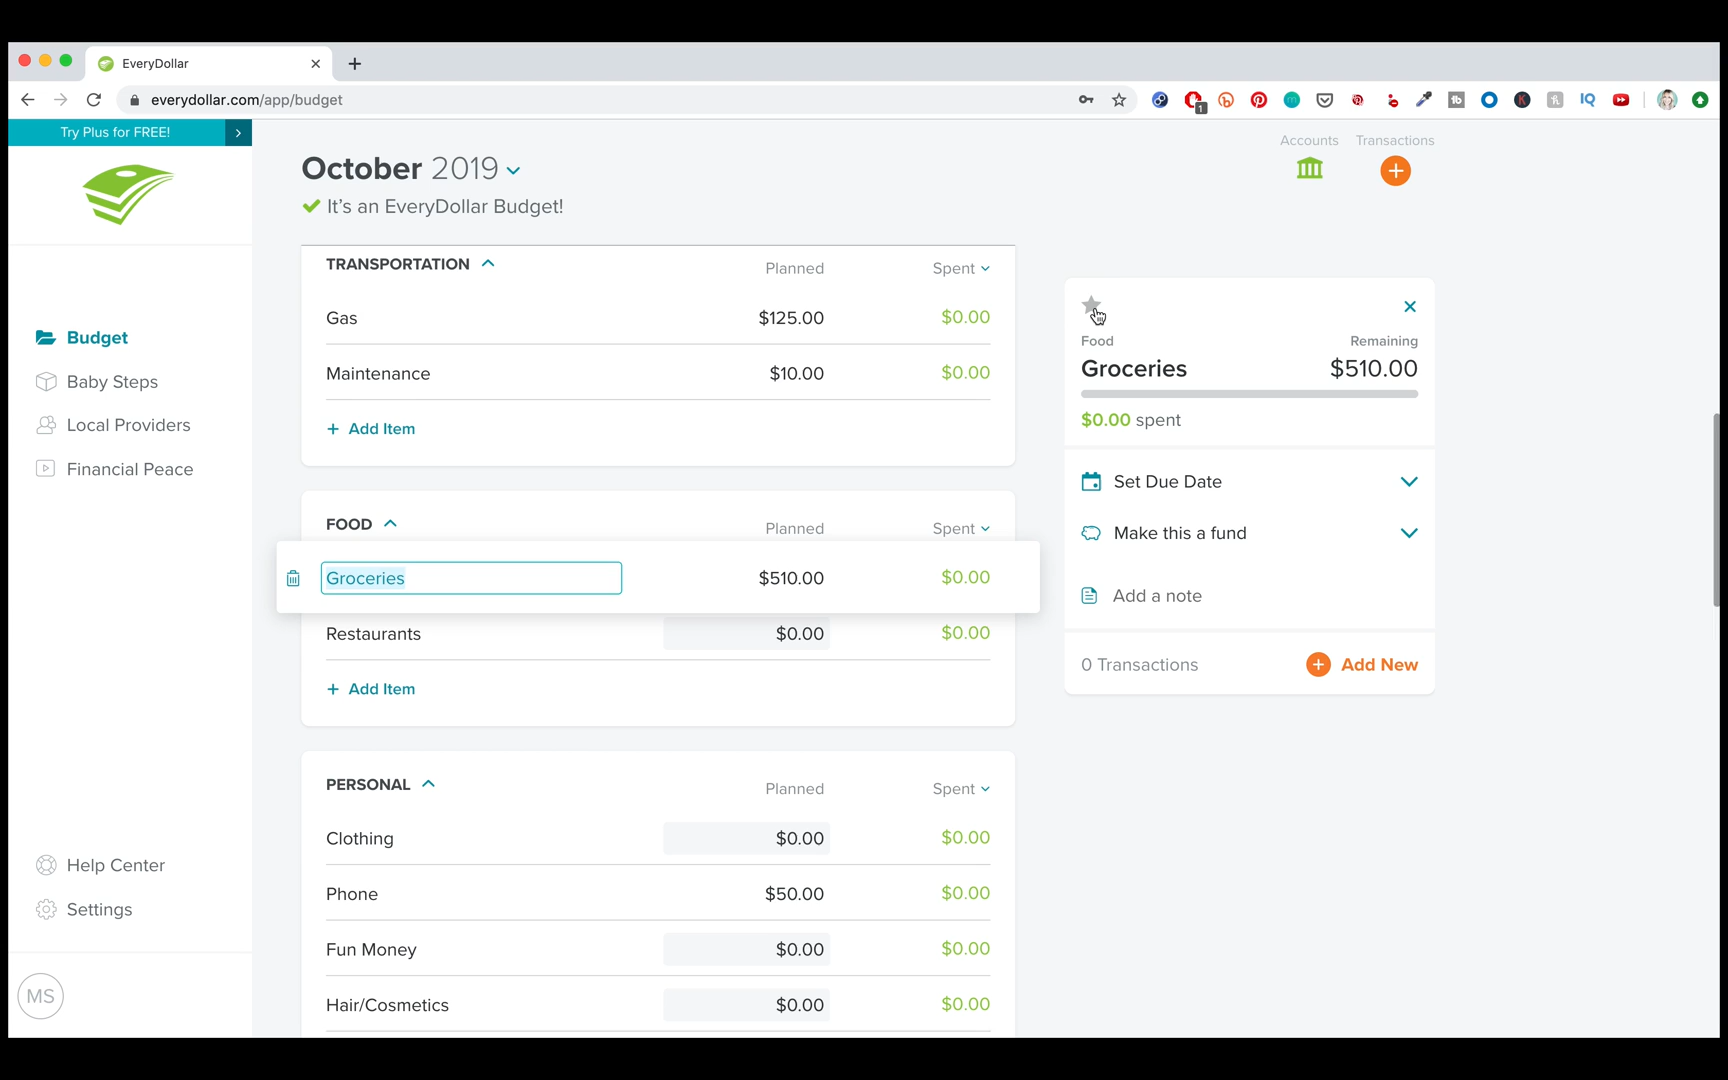 EveryDollar
everydollar.com/app/budget
1
IQ
Try Plus for FREE!
October 2019
It's an EveryDollar Budget!
Accounts
Transactions
Budget
Baby Steps
Local Providers
Financial Peace
Help Center
Settings
MS
TRANSPORTATION Planned Spent
Gas $125.00 $0.00
Maintenance $10.00 $0.00
+ Add Item
FOOD Planned Spent
Groceries $510.00 $0.00
Restaurants $0.00 $0.00
+ Add Item
PERSONAL Planned Spent
Clothing $0.00 $0.00
Phone $50.00 $0.00
Fun Money $0.00 $0.00
Hair/Cosmetics $0.00 $0.00
Food Remaining
Groceries $510.00
$0.00 spent
Set Due Date
Make this a fund
Add a note
0 Transactions Add New